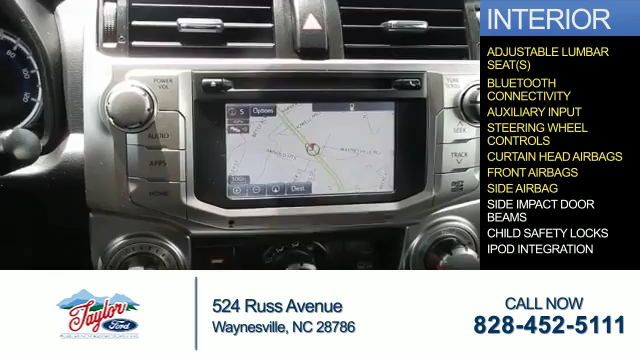 INTERIOR
ADJUSTABLE LUMBAR
SEAT(S)
BLUETOOTH
CONNECTIVITY
AUXILIARY INPUT
STEERING WHEEL
CONTROLS
CURTAIN HEAD AIRBAGS
FRONT AIRBAGS
SIDE AIRBAG
SIDE IMPACT DOOR
BEAMS
CHILD SAFETY LOCKS
IPOD INTEGRATION
POWER
VOL
AUDIO
APPS
HOME
TUNE
SCROLL
SEEK
TRACK
S Options
Dest.
Taylor
Ford
524 Russ Avenue
Waynesville, NC 28786
CALL NOW
828-452-5111